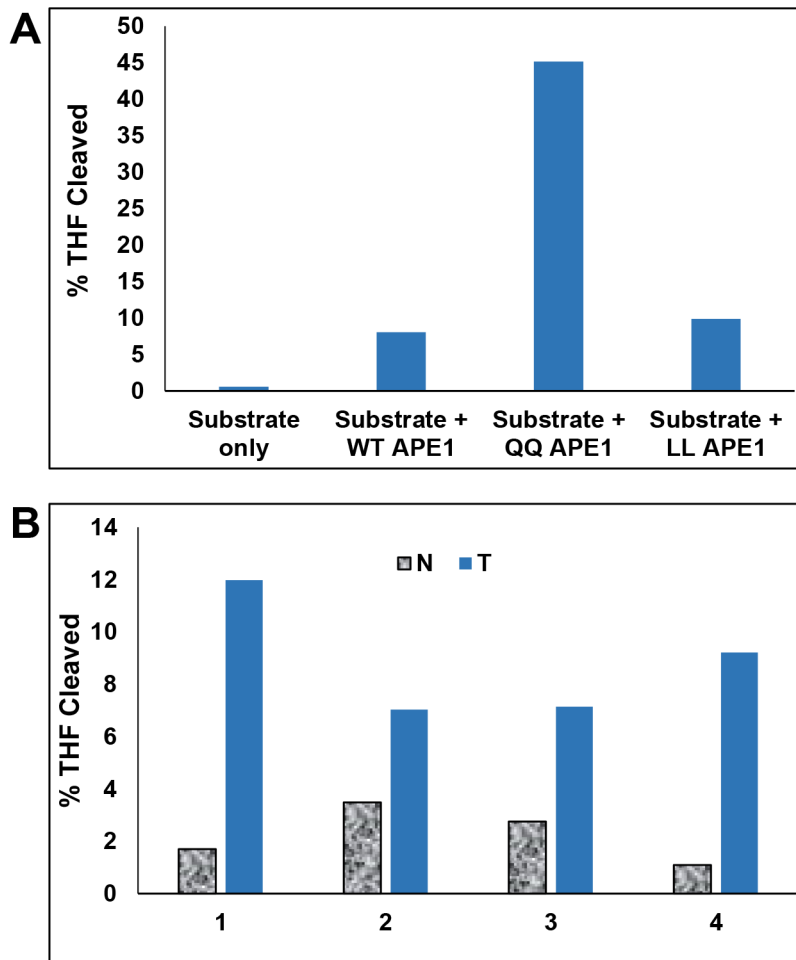 A
% THF Cleaved
50
45
40
35
30
25
20
15
10
5
0
Substrate only
Substrate + WT APE1
Substrate + QQ APE1
Substrate + LL APE1
B
% THF Cleaved
14
12
10
8
6
4
2
0
N
T
1
2
3
4